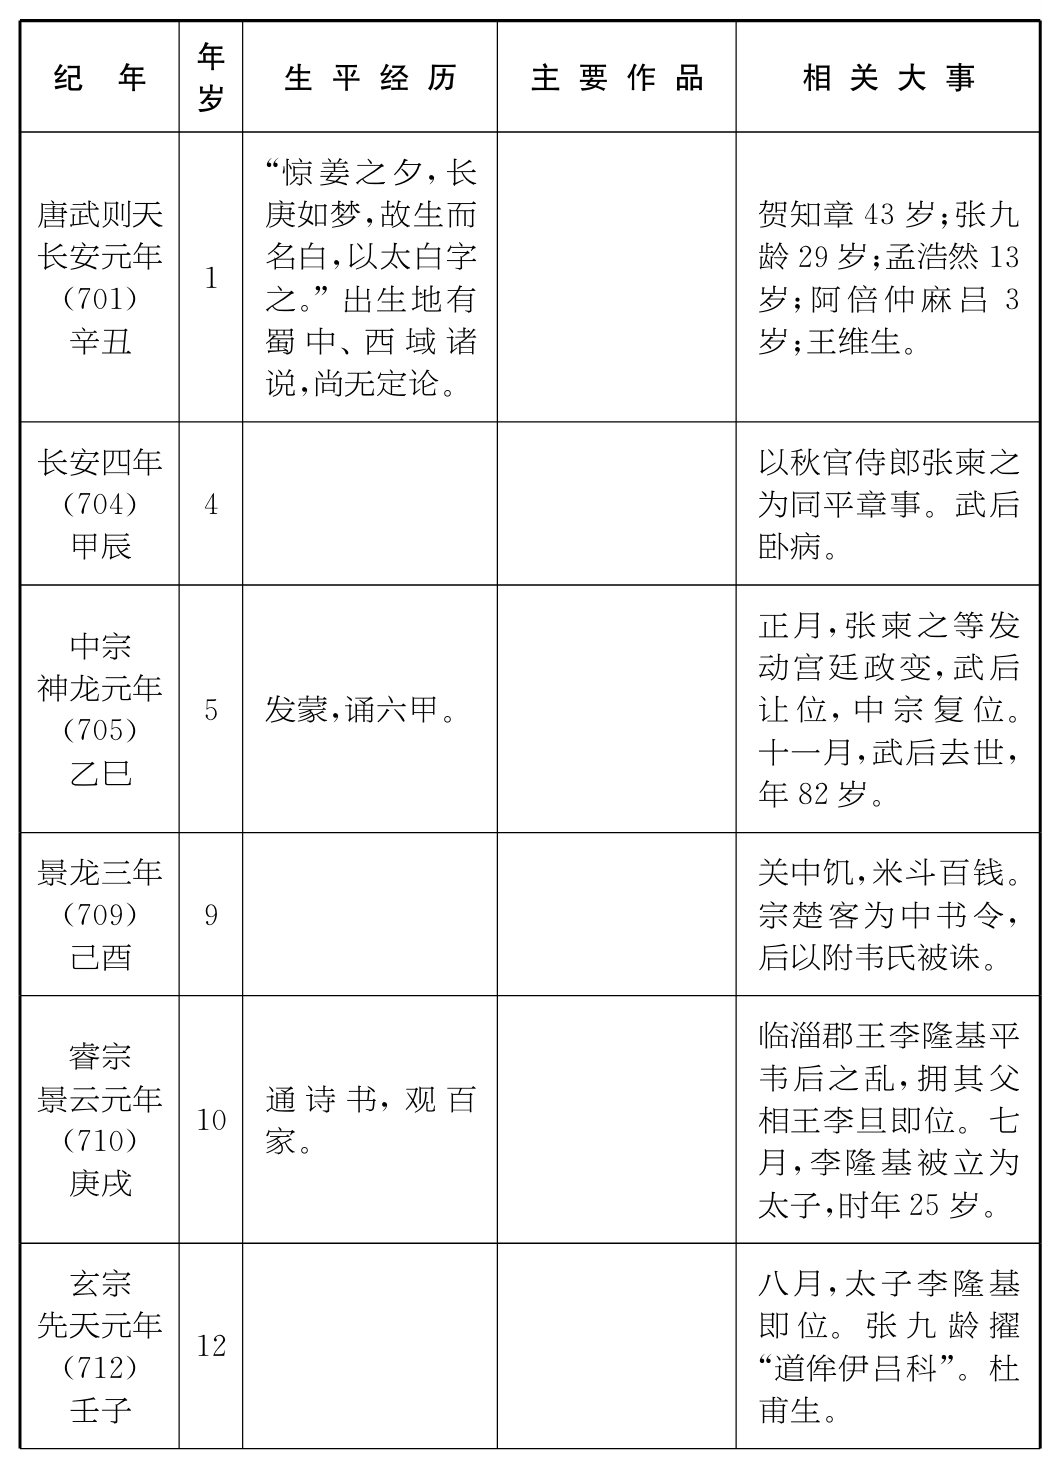 纪 年
年岁
生平经历
主要作品
相关大事
唐武则天
长安元年
（701）
辛丑
1
“惊姜之夕，长
庚如梦，故生而
名白，以太白字
之。”出生地有
蜀中、西域诸
说，尚无定论。
贺知章 43 岁；张九
龄 29 岁；孟浩然 13
岁；阿倍仲麻吕 3
岁；王维生。
长安四年
（704）
甲辰
4
以秋官侍郎张柬之
为同平章事。武后
卧病。
中宗
神龙元年
（705）
乙巳
5
发蒙，诵六甲。
正月，张柬之等发
动宫廷政变，武后
让位，中宗复位。
十一月，武后去世，
年 82 岁。
景龙三年
（709）
己酉
9
关中饥，米斗百钱。
宗楚客为中书令，
后以附韦氏被诛。
睿宗
景云元年
（710）
庚戌
10
通诗书，观百
家。
临淄郡王李隆基平
韦后之乱，拥其父
相王李旦即位。七
月，李隆基被立为
太子，时年 25 岁。
玄宗
先天元年
（712）
壬子
12
八月，太子李隆基
即位。张九龄擢
“道侔伊吕科”。杜
甫生。